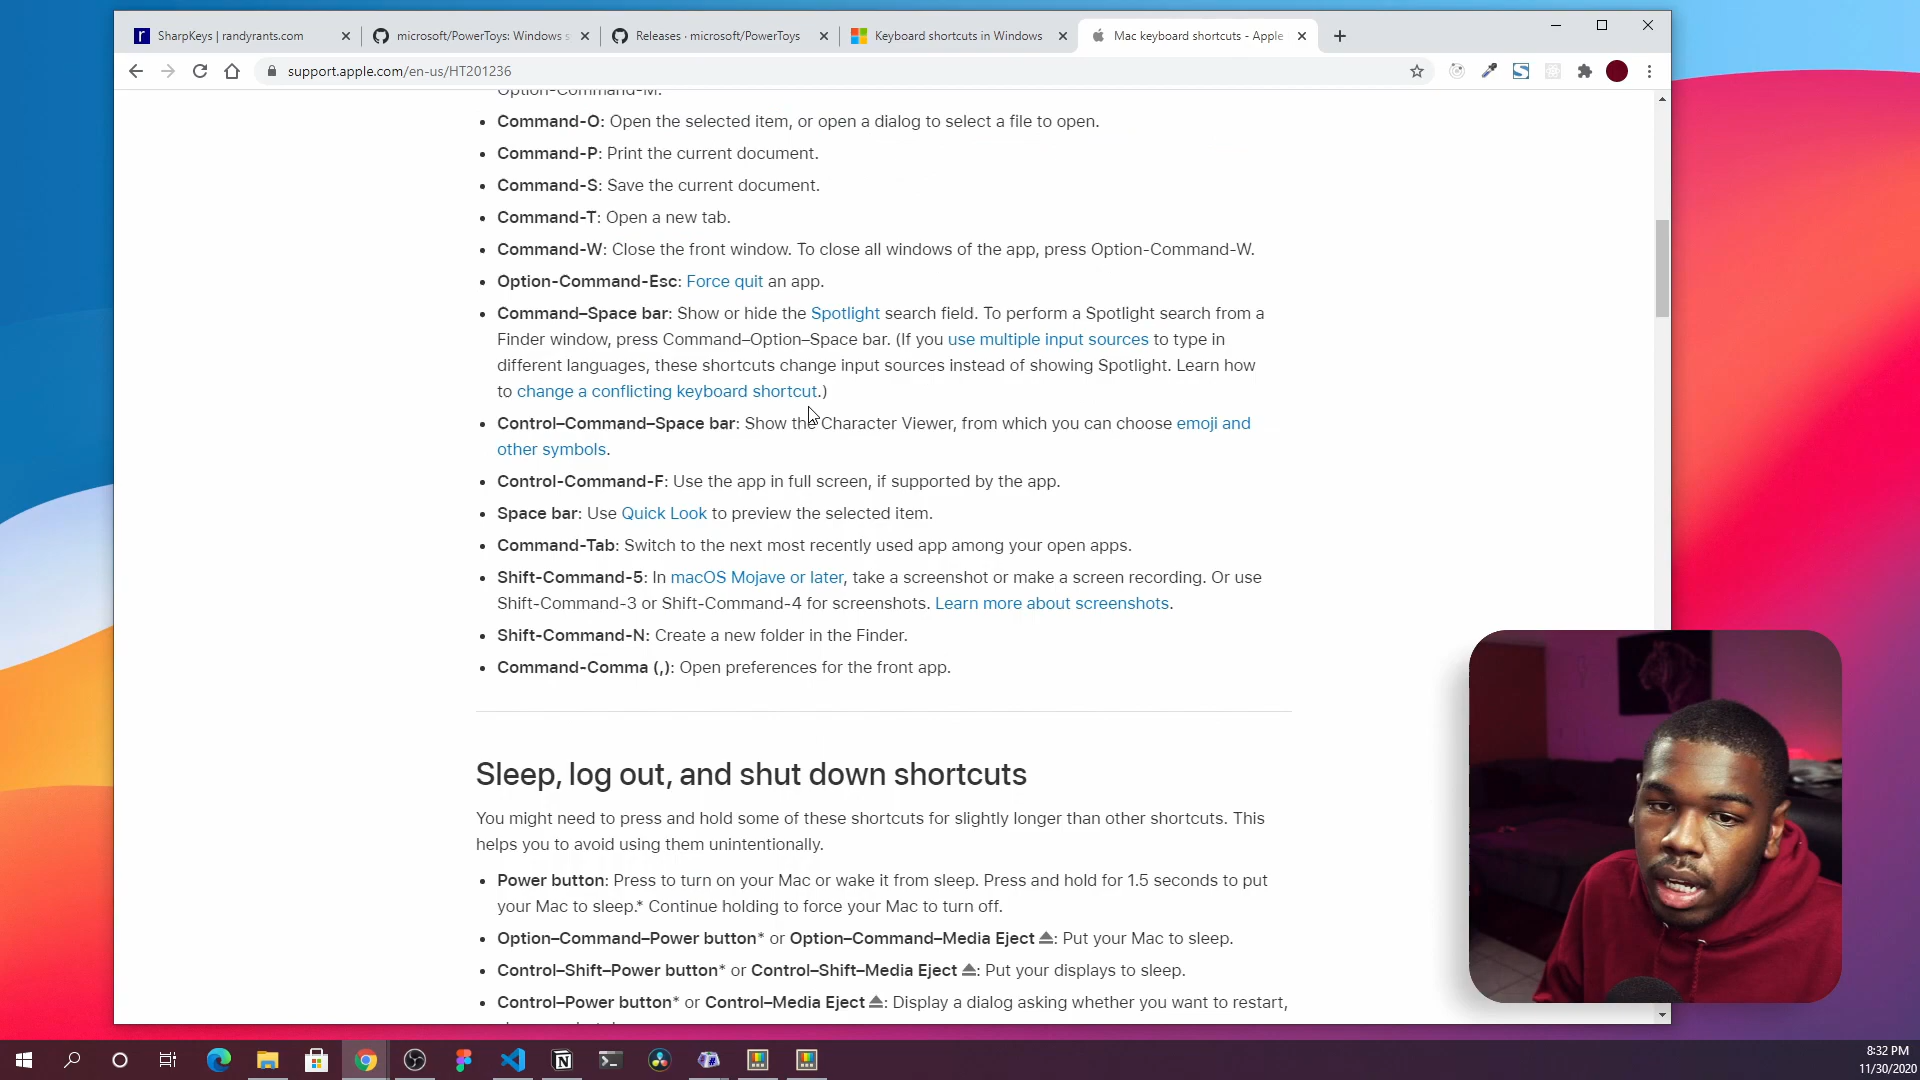 SharpKeys | randyrants.com
microsoft/PowerToys: Windows s
Releases · microsoft/PowerToys
Keyboard shortcuts in Windows
Mac keyboard shortcuts - Apple
support.apple.com/en-us/HT201236
Option-Command-M.
• Command-O: Open the selected item, or open a dialog to select a file to open.
• Command-P: Print the current document.
• Command-S: Save the current document.
• Command-T: Open a new tab.
• Command-W: Close the front window. To close all windows of the app, press Option-Command-W.
• Option-Command-Esc: Force quit an app.
• Command–Space bar: Show or hide the Spotlight search field. To perform a Spotlight search from a
Finder window, press Command–Option–Space bar. (If you use multiple input sources to type in
different languages, these shortcuts change input sources instead of showing Spotlight. Learn how
to change a conflicting keyboard shortcut.)
• Control–Command–Space bar: Show the Character Viewer, from which you can choose emoji and
other symbols.
• Control-Command-F: Use the app in full screen, if supported by the app.
• Space bar: Use Quick Look to preview the selected item.
• Command-Tab: Switch to the next most recently used app among your open apps.
• Shift-Command-5: In macOS Mojave or later, take a screenshot or make a screen recording. Or use
Shift-Command-3 or Shift-Command-4 for screenshots. Learn more about screenshots.
• Shift-Command-N: Create a new folder in the Finder.
• Command-Comma (,): Open preferences for the front app.
Sleep, log out, and shut down shortcuts
You might need to press and hold some of these shortcuts for slightly longer than other shortcuts. This
helps you to avoid using them unintentionally.
• Power button: Press to turn on your Mac or wake it from sleep. Press and hold for 1.5 seconds to put
your Mac to sleep.* Continue holding to force your Mac to turn off.
• Option–Command–Power button* or Option–Command–Media Eject ⏏: Put your Mac to sleep.
• Control–Shift–Power button* or Control–Shift–Media Eject ⏏: Put your displays to sleep.
• Control–Power button* or Control–Media Eject ⏏: Display a dialog asking whether you want to restart,
8:32 PM
11/30/2020